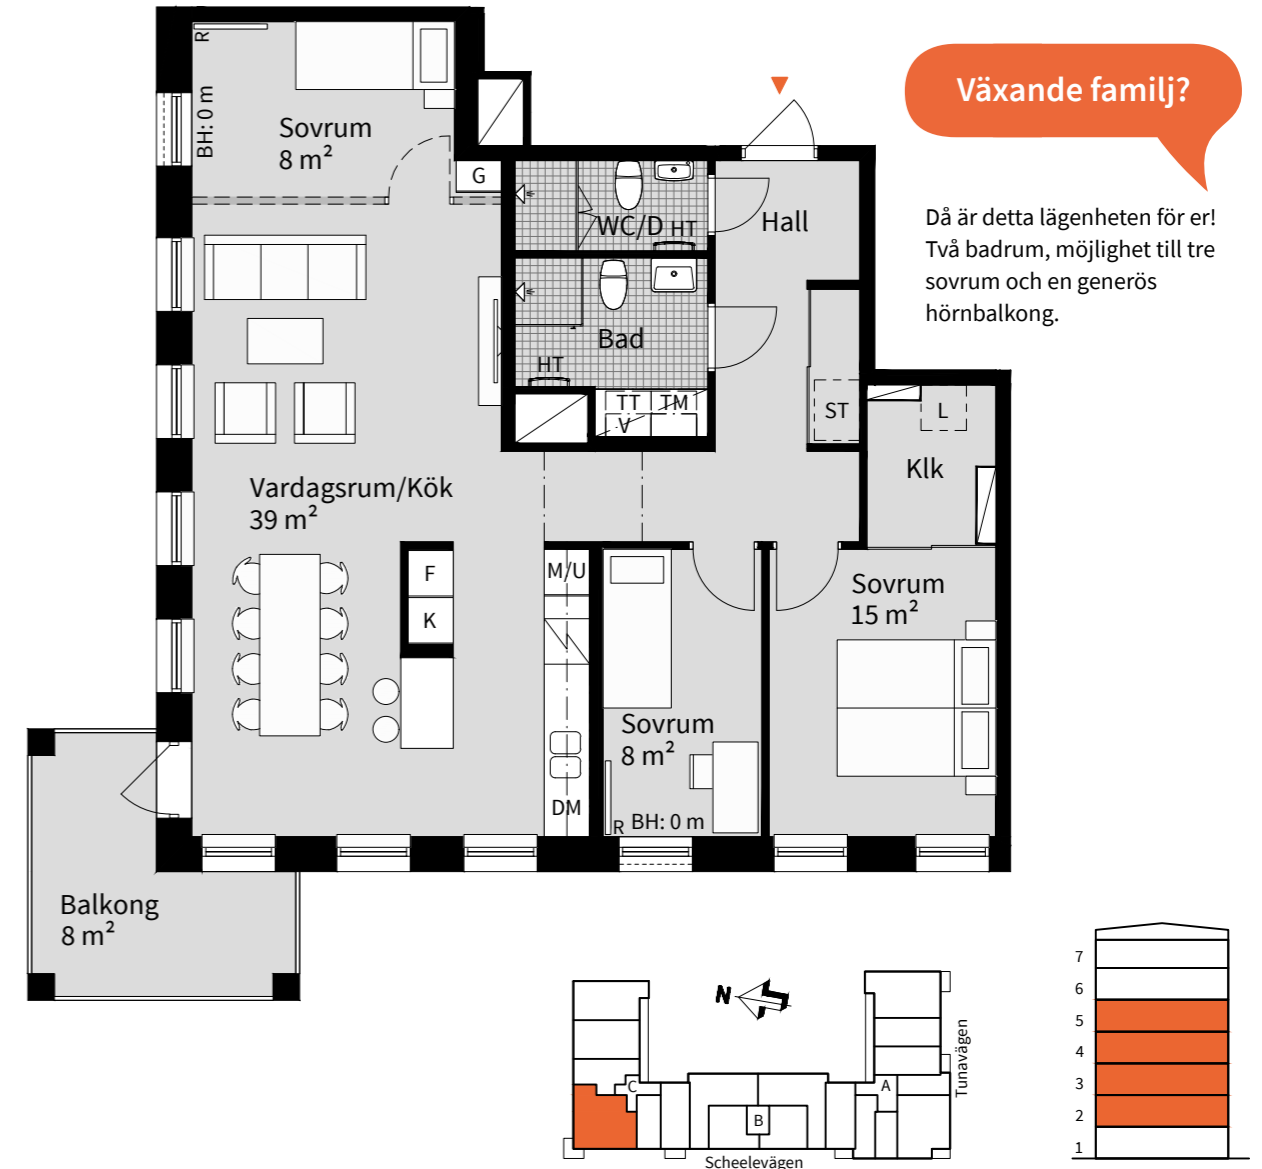 R
BH: 0 m
Sovrum
8 m²
G
WC/D
HT
Hall
Bad
HT
TT
TM
V
ST
L
Klk
Vardagsrum/Kök
39 m²
F
K
M/U
DM
Sovrum
8 m²
R
BH: 0 m
Sovrum
15 m²
Balkong
8 m²
Växande familj?
Då är detta lägenheten för er!
Två badrum, möjlighet till tre
sovrum och en generös
hörnbalkong.
N
C
B
A
Tunavägen
Scheelevägen
7
6
5
4
3
2
1